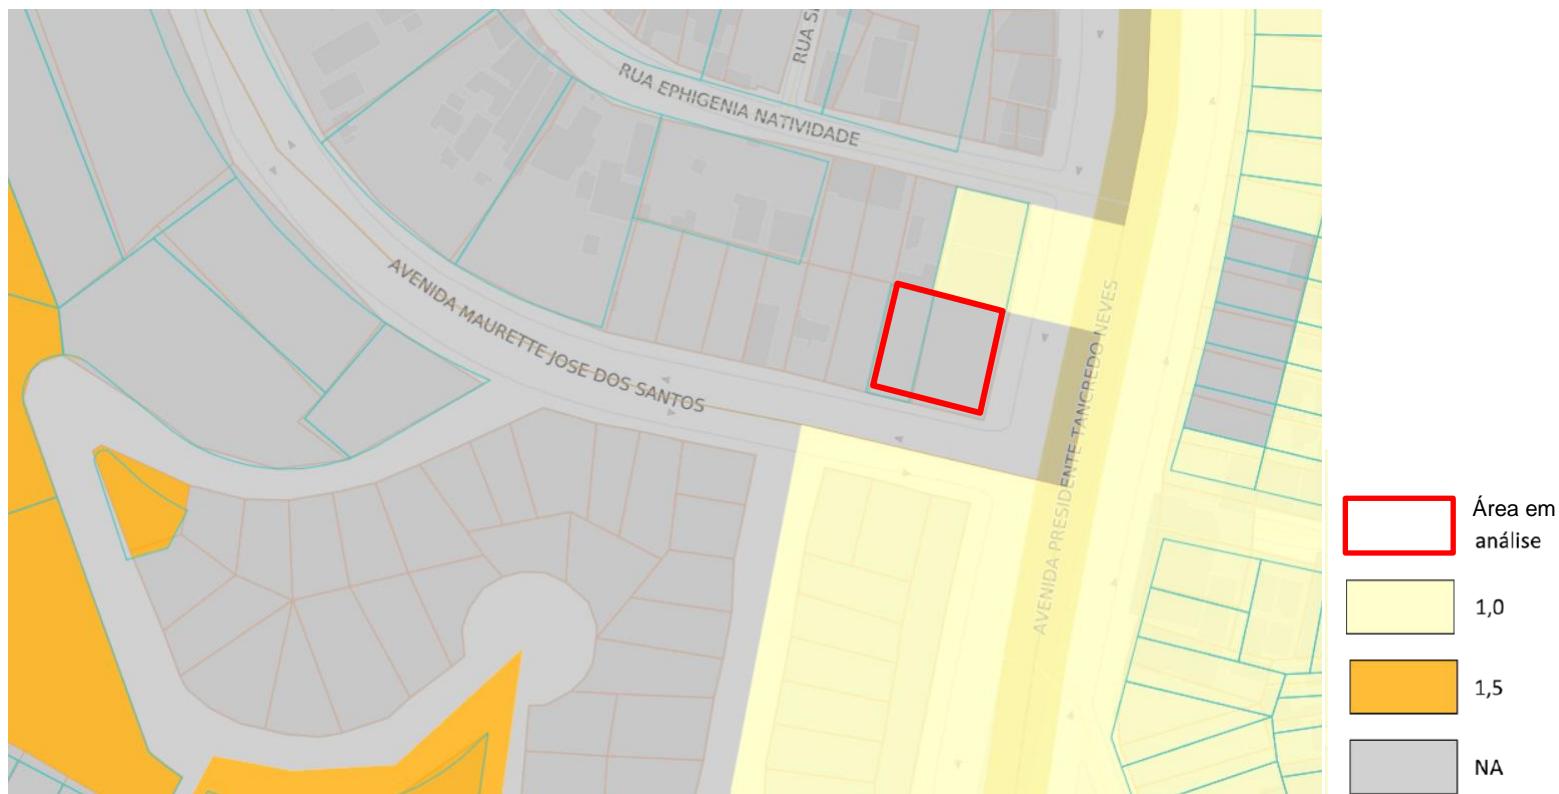 RUA S
RUA EPHIGENIA NATIVIDADE
AVENIDA MAURETTE JOSE DOS SANTOS
AVENIDA PRESIDENTE TANCREDO NEVES
Área em
análise
1,0
1,5
NA